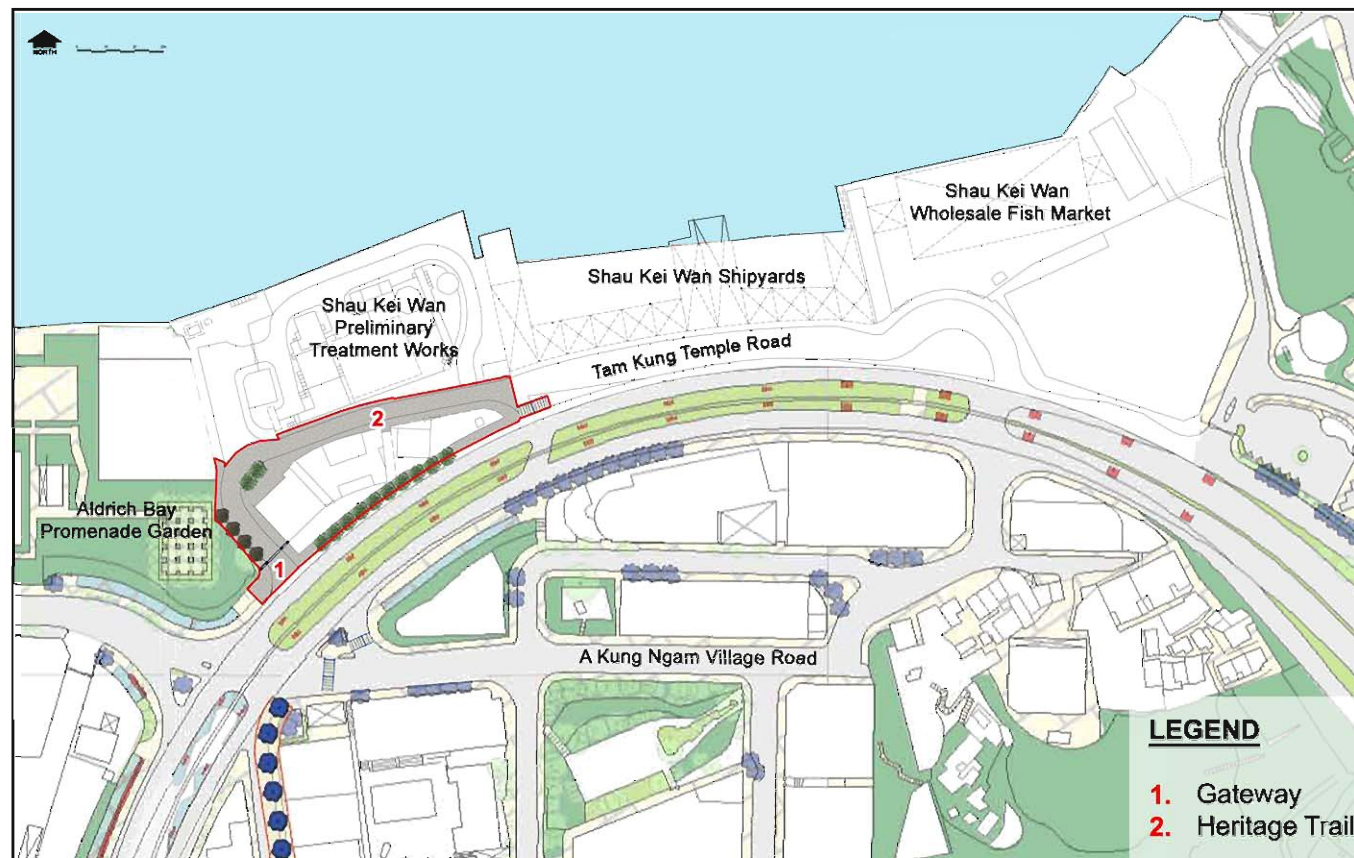 NORTH
Shau Kei Wan
Wholesale Fish Market
Shau Kei Wan Shipyards
Shau Kei Wan
Preliminary
Treatment Works
Tam Kung Temple Road
2
Aldrich Bay
Promenade Garden
1
A Kung Ngam Village Road
LEGEND
1. Gateway
2. Heritage Trail